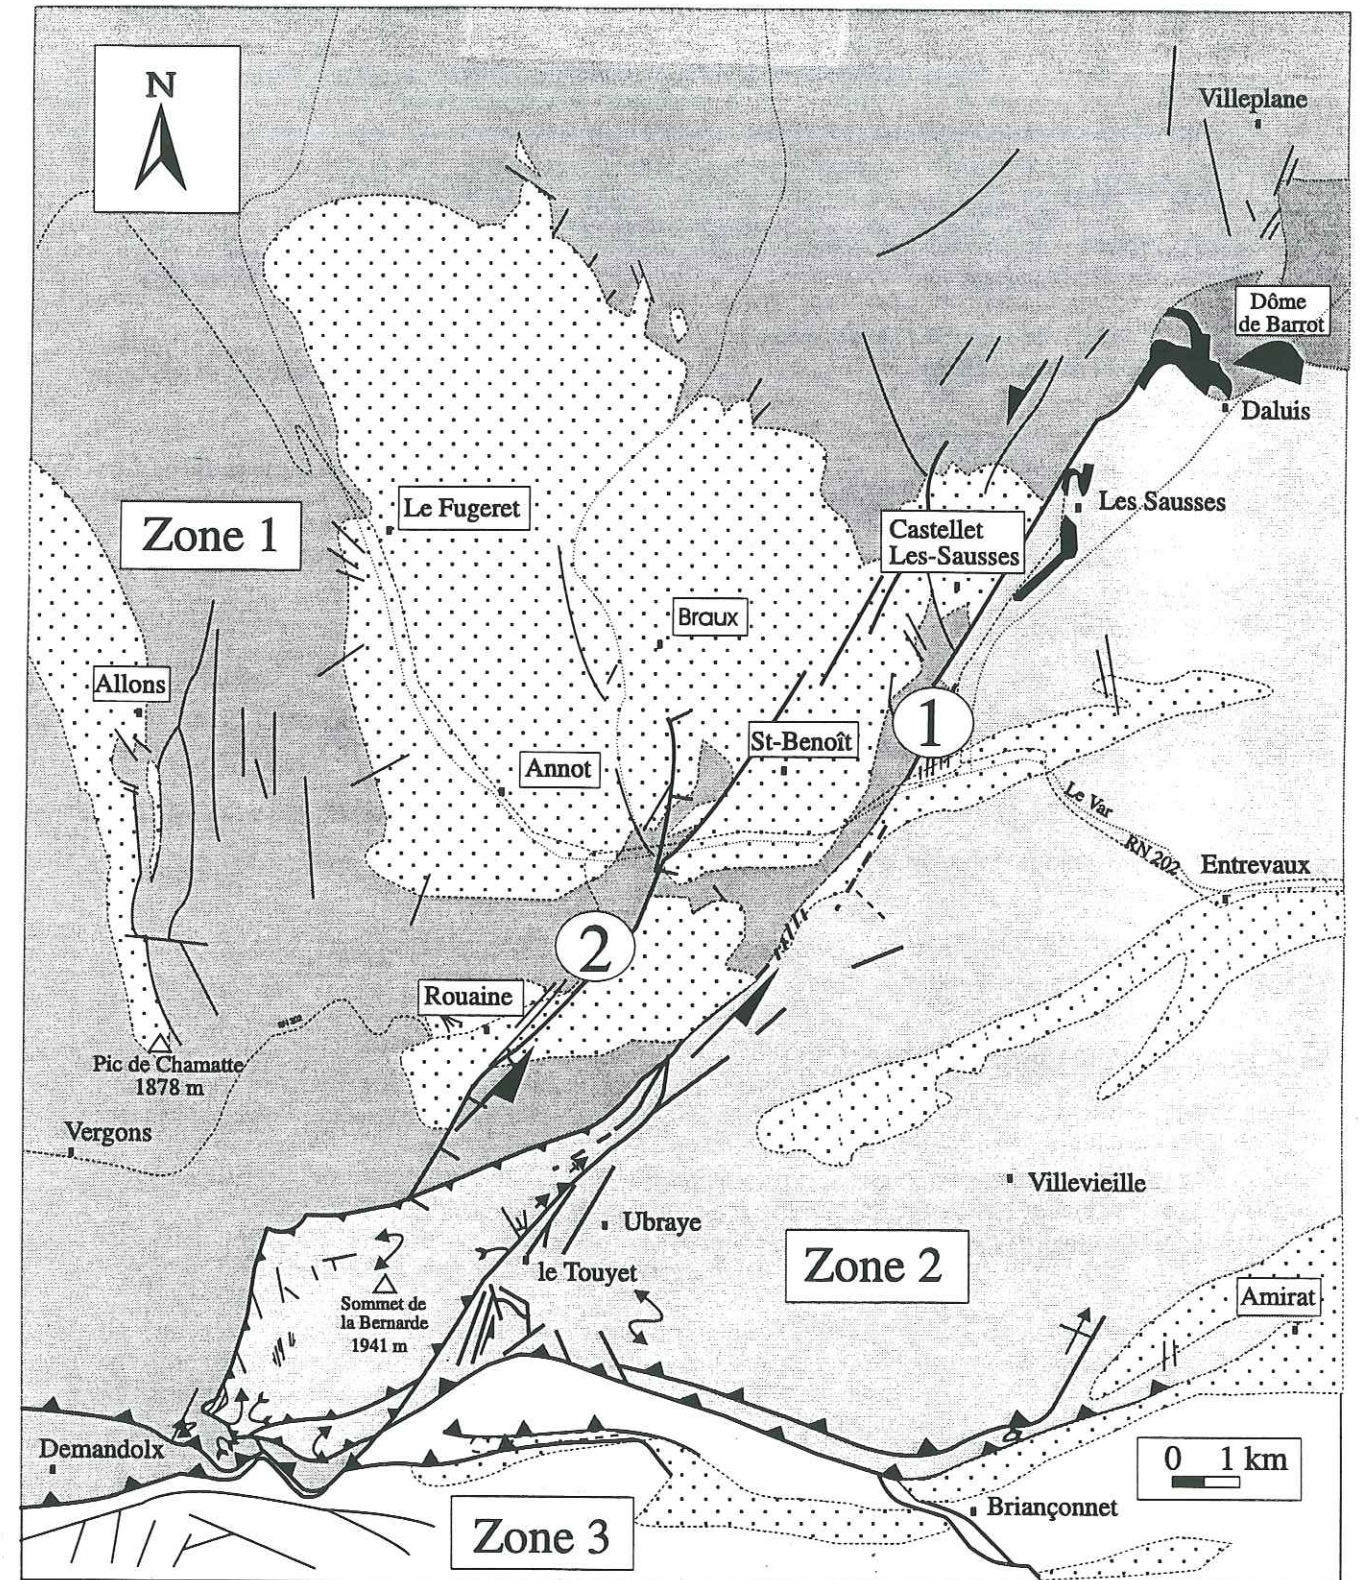 N
Villeplane
Dôme
de Barrot
Daluis
Les Sausses
Le Fugeret
Zone 1
Castellet
Les-Sausses
Braux
Allons
1
St-Benoît
Annot
Le Var
RN 202
Entrevaux
2
Rouaine
Pic de Chamatte
1878 m
Vergons
Villevieille
Ubraye
Zone 2
le Touyet
Amirat
Sommet de
la Bernarde
1941 m
Demandolx
0 1 km
Briançonnet
Zone 3